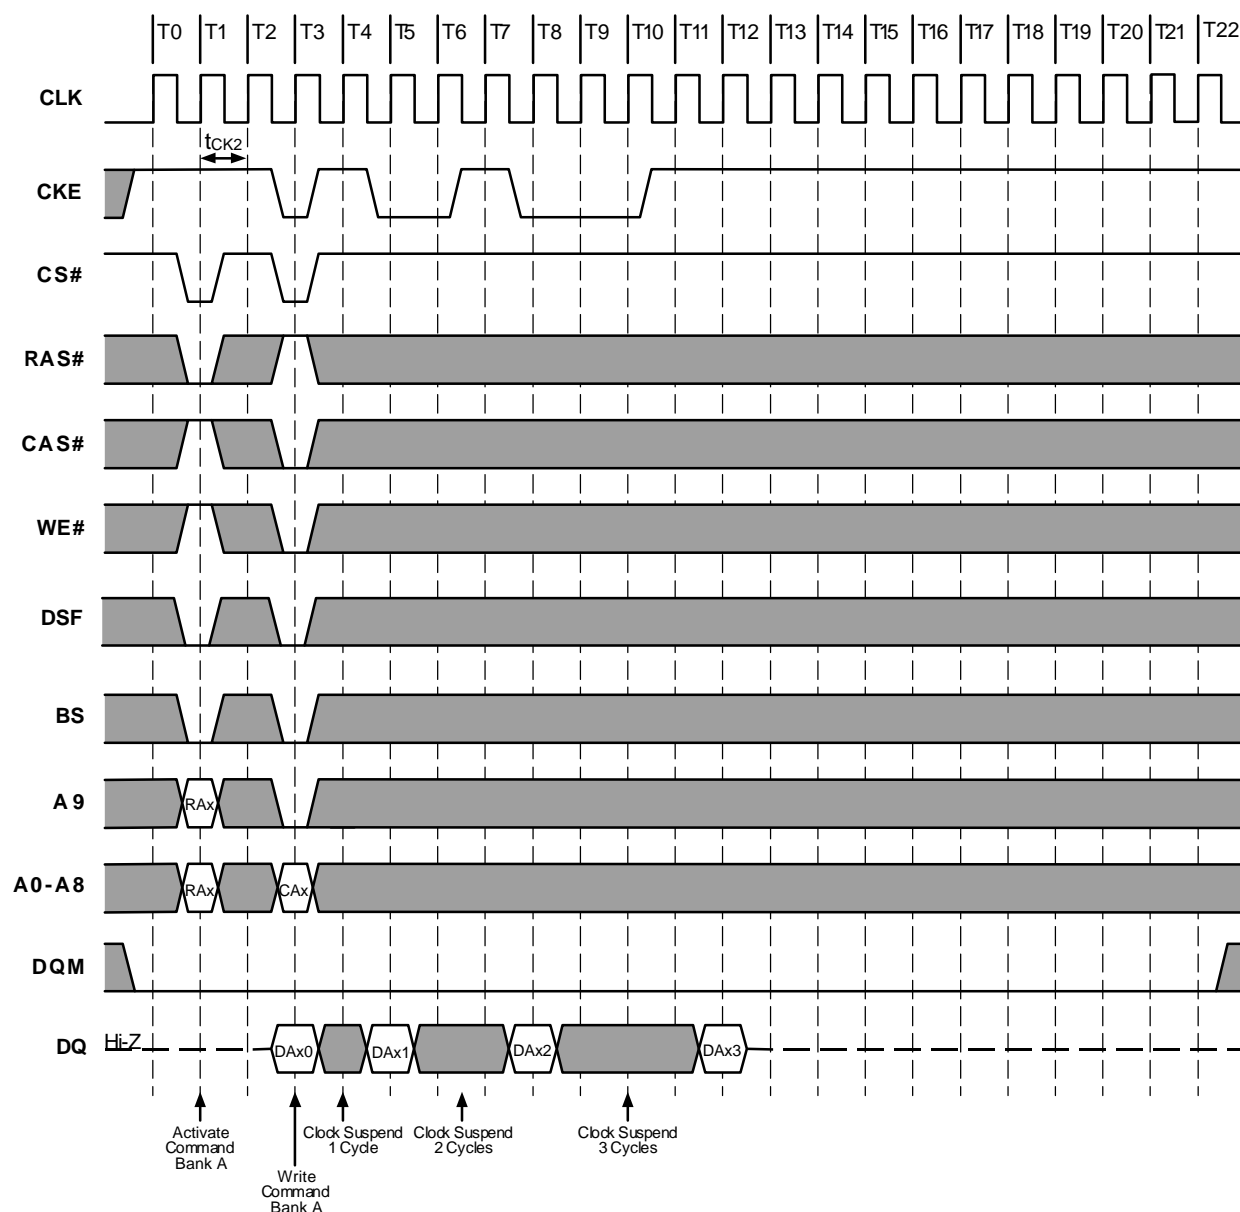 T0 T1 T2 T3 T4 T5 T6 T7 T8 T9 T10 T11 T12 T13 T14 T15 T16 T17 T18 T19 T20 T21 T22
CLK
tCK2
CKE
CS#
RAS#
CAS#
WE#
DSF
BS
A9
RAx
A0-A8
RAx CAx
DQM
DQ
Hi-Z
DAx0 DAx1 DAx2 DAx3
Activate
Command
Bank A
Write
Command
Bank A
Clock Suspend
1 Cycle
Clock Suspend
2 Cycles
Clock Suspend
3 Cycles